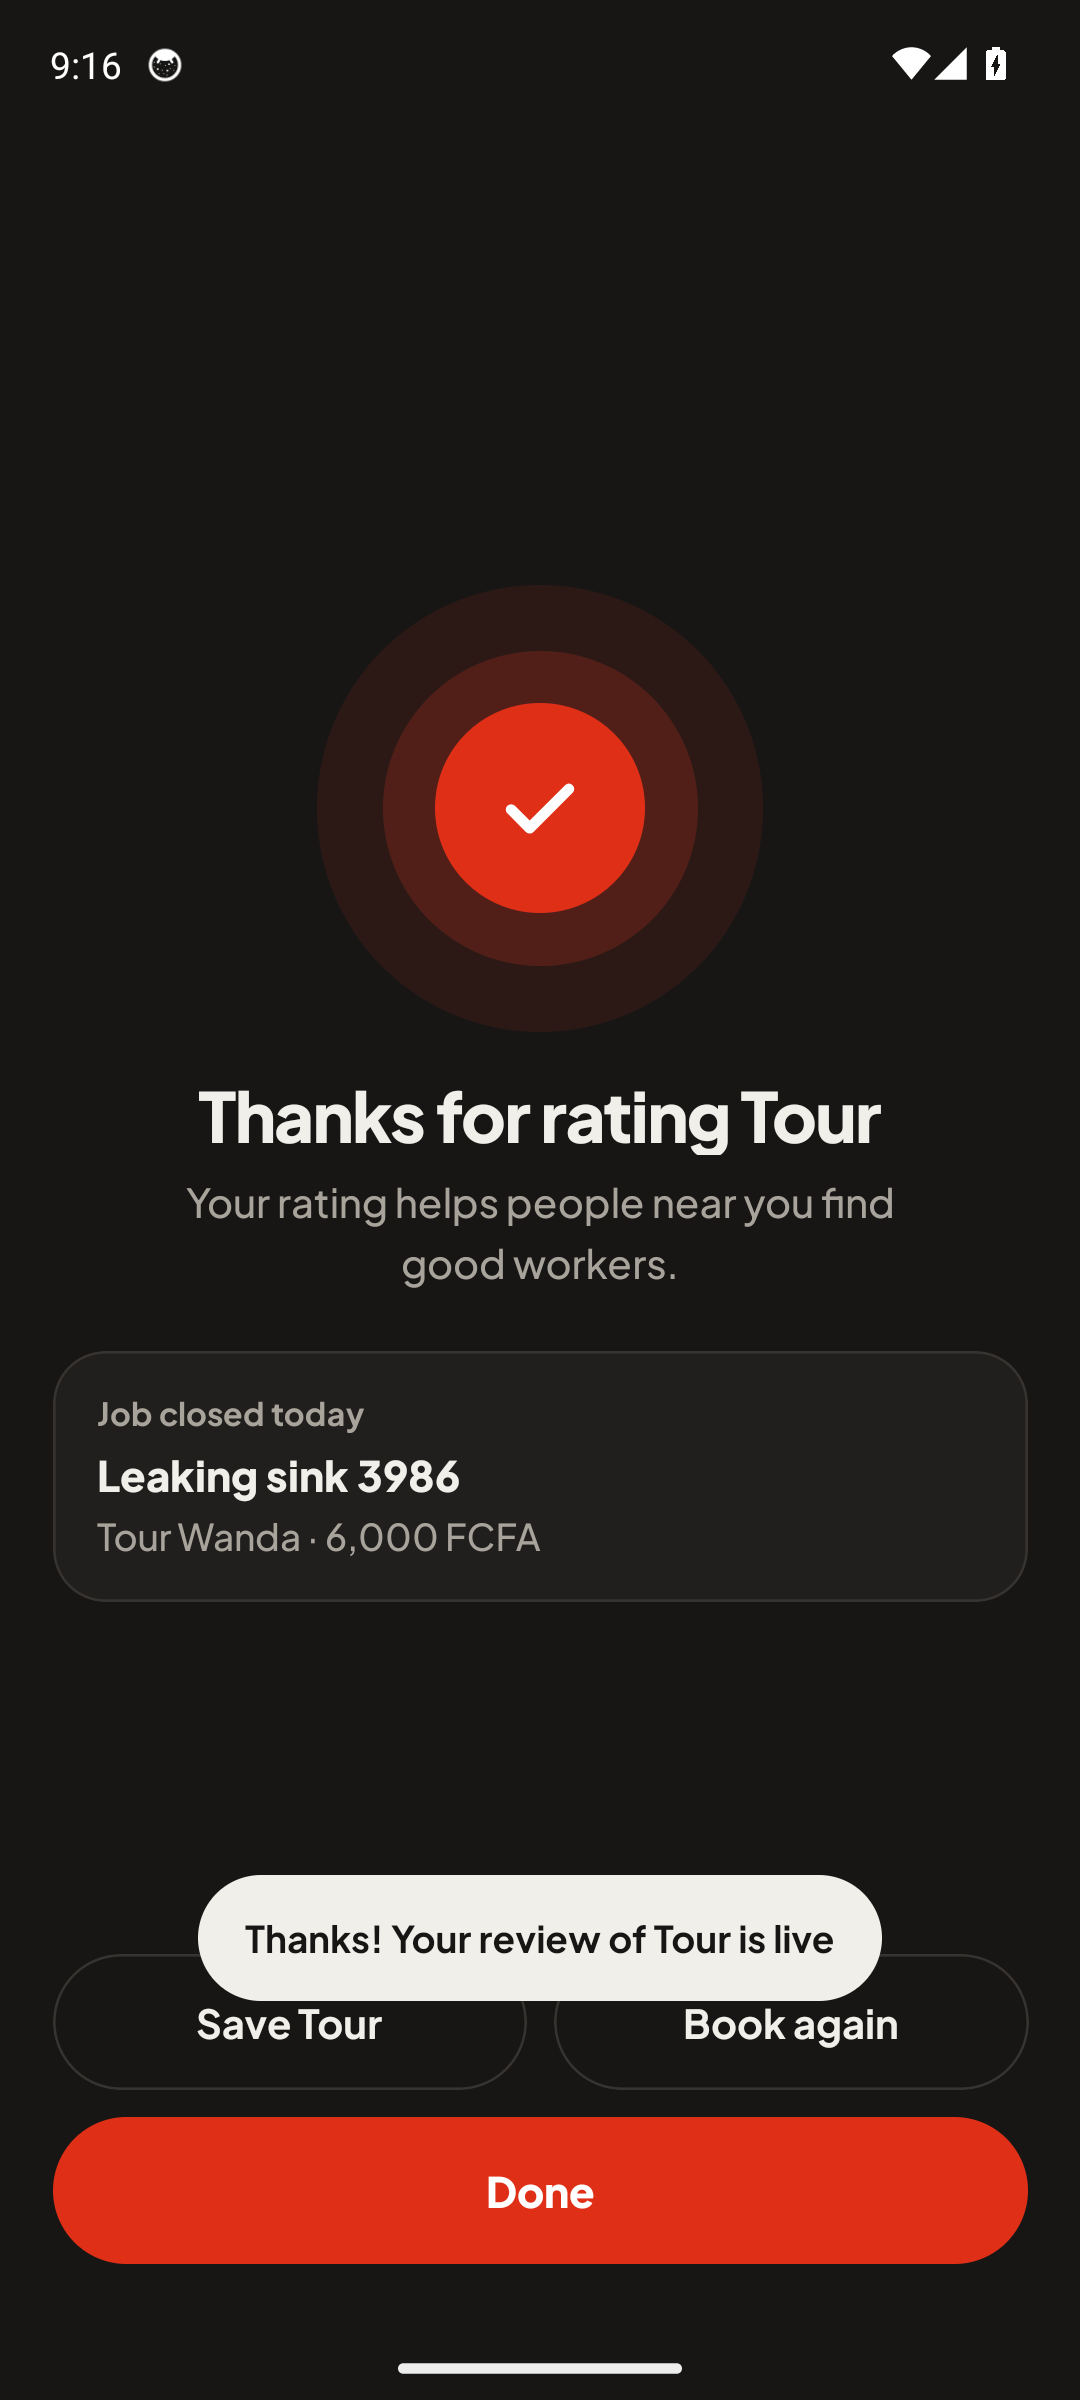 9:16
Thanks for rating Tour
Your rating helps people near you find
good workers.
Job closed today
Leaking sink 3986
Tour Wanda · 6,000 FCFA
Thanks! Your review of Tour is live
Save Tour
Book again
Done